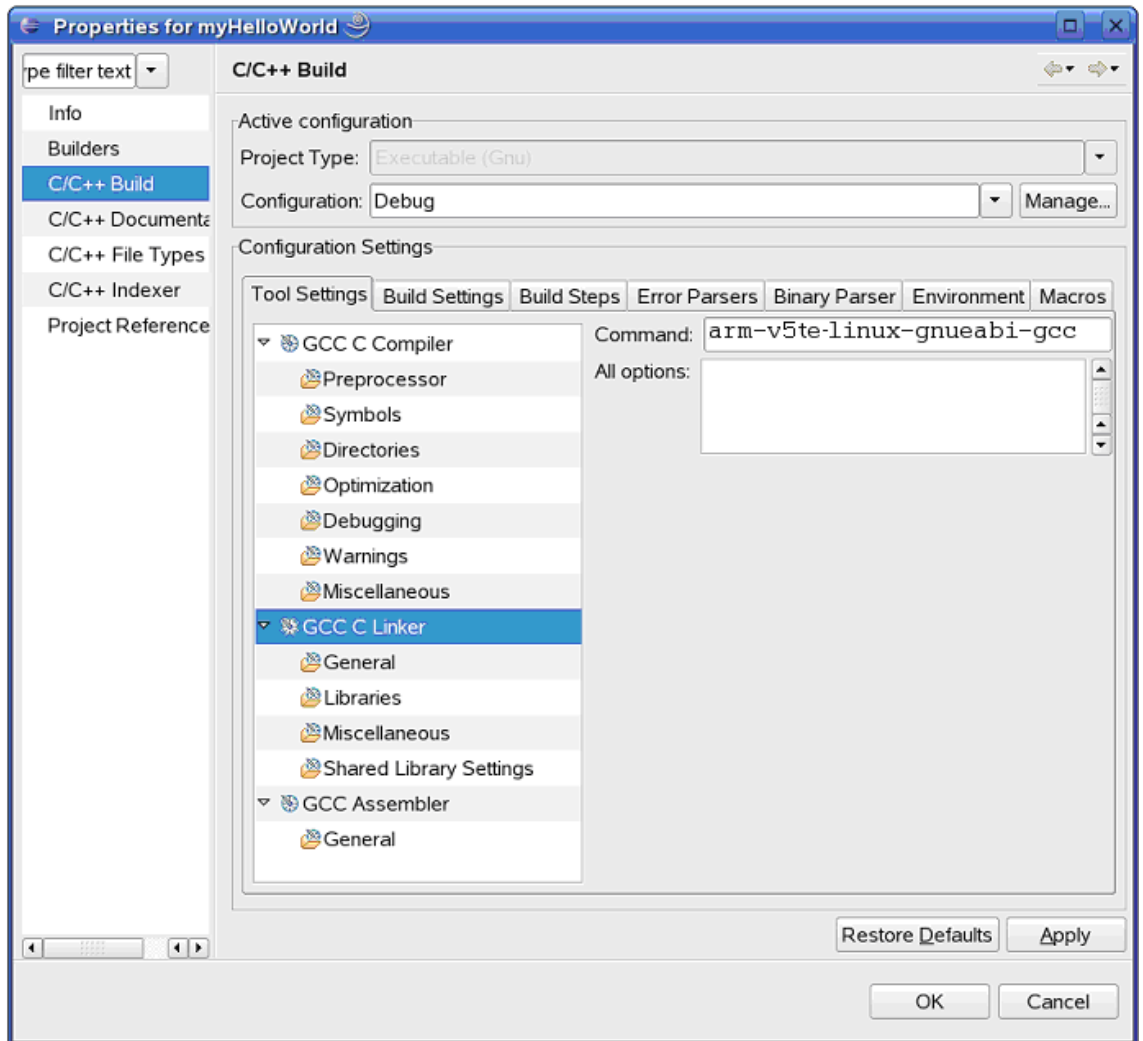 Properties for myHelloWorld
ype filter text
C/C++ Build
Info
Builders
C/C++ Build
C/C++ Documenta
C/C++ File Types
C/C++ Indexer
Project Reference
Active configuration
Project Type: Executable (Gnu)
Configuration: Debug Manage...
Configuration Settings
Tool Settings Build Settings Build Steps Error Parsers Binary Parser Environment Macros
GCC C Compiler
Preprocessor
Symbols
Directories
Optimization
Debugging
Warnings
Miscellaneous
GCC C Linker
General
Libraries
Miscellaneous
Shared Library Settings
GCC Assembler
General
Command: arm-v5te-linux-gnueabi-gcc
All options:
Restore Defaults Apply
OK Cancel